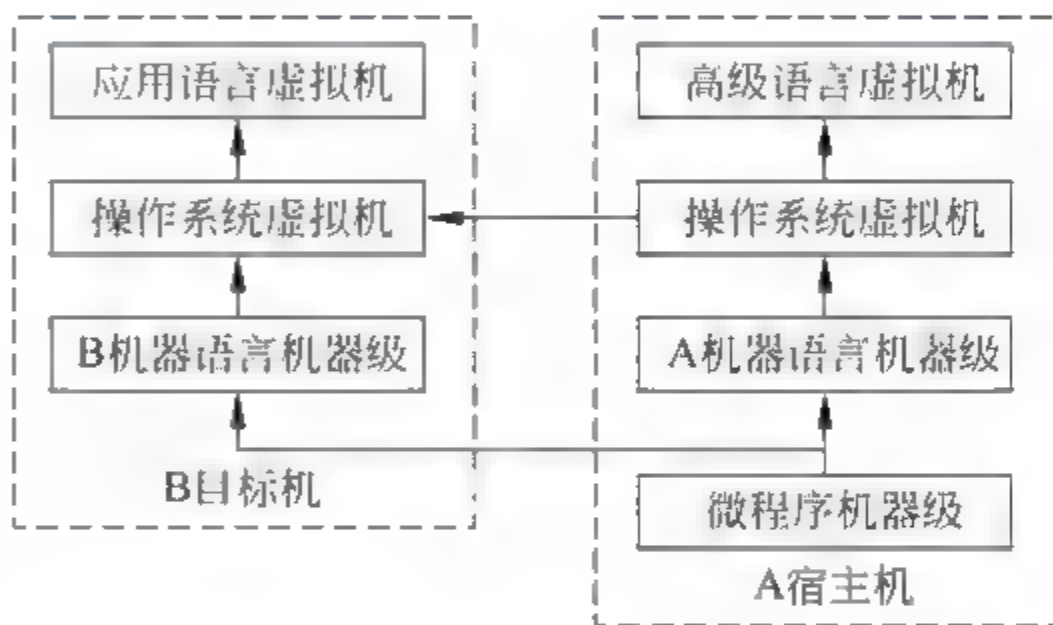 应用语言虚拟机
操作系统虚拟机
B机器语言机器级
B目标机
高级语言虚拟机
操作系统虚拟机
A机器语言机器级
微程序机器级
A宿主机